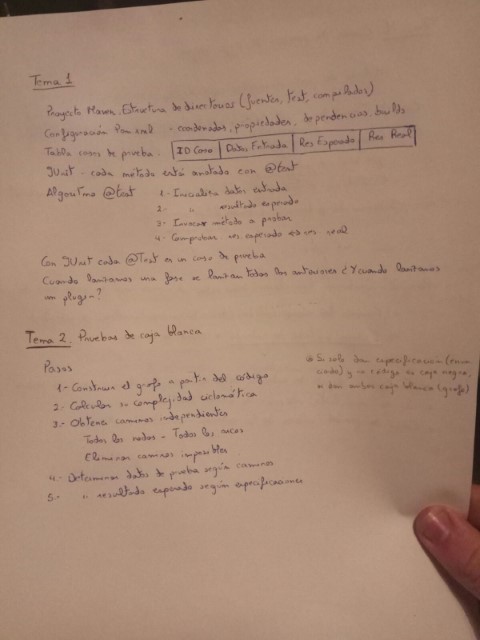 Tema 1
Proyecto Maven. Estructura de directorios (fuentes, test, compilados)
Configuración Pom xml - coordenadas, propiedades, dependencias, builds
Tabla casos de prueba. ID Caso Datos Entrada Res Esperado Res Real
JUnit - cada método está anotado con @test
Algoritmo @test 1- Inicializa datos entrada
2- " resultado esperado
3- Invocar método a probar
4- Comprobar res esperado res real
Con JUnit cada @Test es un caso de prueba
Cuando lanzamos una fase se lanzan todas las anteriores ¿Y cuando lanzamos
un plugin?
Tema 2. Pruebas de caja blanca
Pasos
1- Construir el grafo a partir del código
2- Calcular su complejidad ciclomática
3- Obtener caminos independientes
Todos los nodos - Todos los arcos
Eliminar caminos imposibles
4- Determinar datos de prueba según caminos
5- " resultado esperado según especificaciones
* Si solo dan especificación (enun
ciado) y código es caja negra,
si dan ambos caja blanca (grafo)